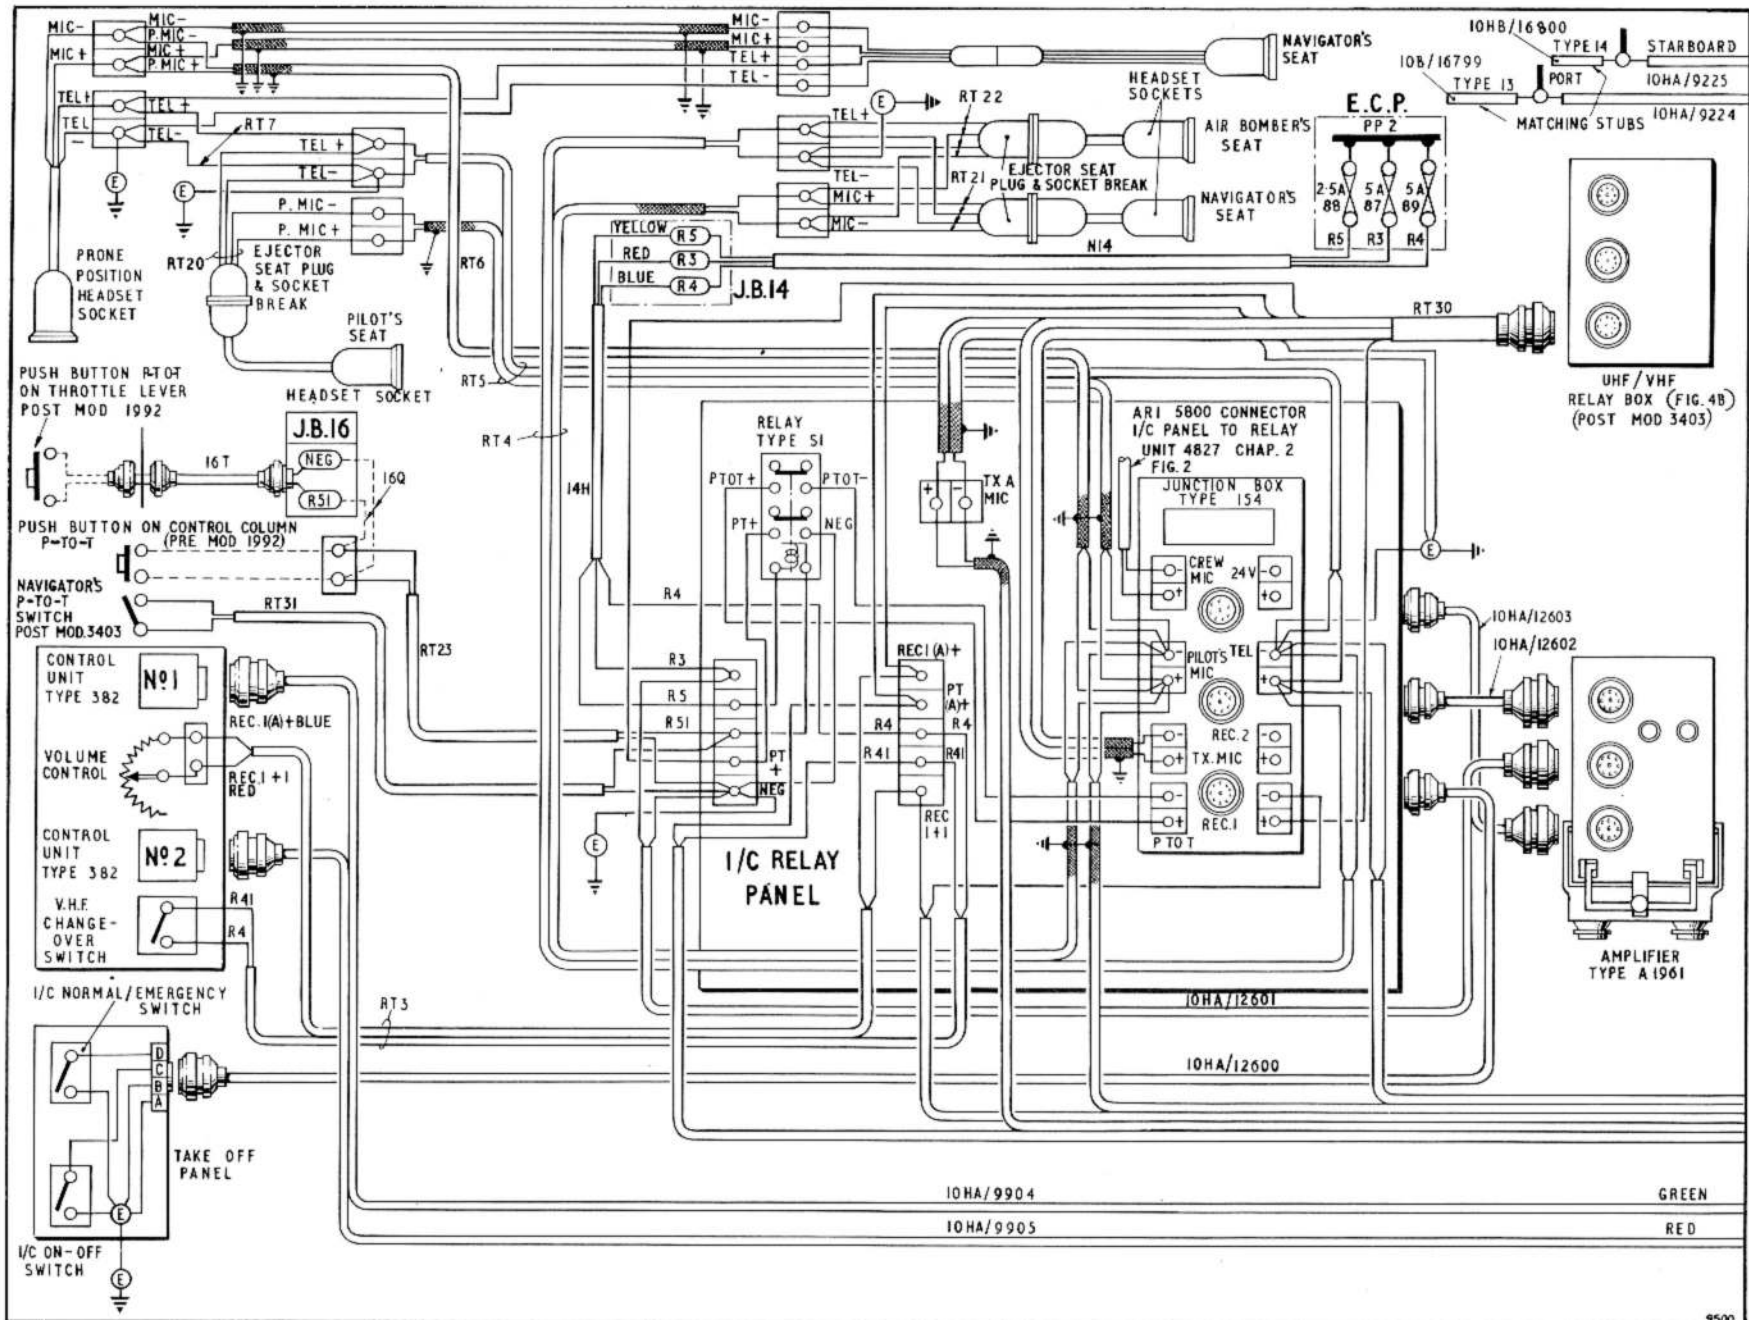 MIC-
MIC-
P.MIC-
MIC+
MIC+
P.MIC+
TEL+
TEL+
TEL
-
TEL-
RT7
E
TEL+
TEL-
E
P. MIC-
P. MIC+
RT20
EJECTOR
SEAT PLUG
& SOCKET
BREAK
RT6
PRONE
POSITION
HEADSET
SOCKET
PILOT'S
SEAT
HEADSET SOCKET
RT5
MIC-
MIC+
TEL+
TEL-
NAVIGATOR'S
SEAT
HEADSET
SOCKETS
E
RT22
TEL+
AIR BOMBER'S
SEAT
TEL-
EJECTOR SEAT
PLUG & SOCKET BREAK
RT21
MIC+
MIC-
NAVIGATOR'S
SEAT
YELLOW
R5
RED
R3
BLUE
R4
J.B.14
N14
E.C.P.
PP2
2·5A
88
5A
87
5A
89
R5
R3
R4
10HB/16800
TYPE 14
STARBOARD
10B/16799
TYPE 13
PORT
10HA/9225
MATCHING STUBS
10HA/9224
RT30
UHF/VHF
RELAY BOX (FIG.4B)
(POST MOD 3403)
PUSH BUTTON P-TO-T
ON THROTTLE LEVER
POST MOD 1992
J.B.16
16T
NEG
R51
16Q
PUSH BUTTON ON CONTROL COLUMN
P-TO-T
(PRE MOD 1992)
NAVIGATOR'S
P-TO-T
SWITCH
POST MOD.3403
RT31
RT23
RT4
14H
RELAY
TYPE S1
PTOT+
PTOT-
PT+
NEG
TX A
MIC
+
-
ARI 5800 CONNECTOR
I/C PANEL TO RELAY
UNIT 4827 CHAP. 2
FIG.2
JUNCTION BOX
TYPE 154
CREW
MIC
-
+
24V
-
+
PILOT'S
MIC
-
+
TEL
-
+
REC.2
-
+
TX.MIC
-
+
REC.1
-
+
-
+
P TO T
E
R4
R3
R5
R51
PT
+
NEG
E
REC1(A)+
PT
(A)+
R4
R4
R41
R41
REC
1+1
I/C RELAY
PANEL
CONTROL
UNIT
TYPE 382
Nº1
REC.1(A)+BLUE
VOLUME
CONTROL
REC.1+1
RED
CONTROL
UNIT
TYPE 382
Nº2
V.H.F.
CHANGE-
OVER
SWITCH
R41
R4
I/C NORMAL/EMERGENCY
SWITCH
RT3
D
C
B
A
TAKE OFF
PANEL
E
I/C ON-OFF
SWITCH
E
10HA/12603
10HA/12602
AMPLIFIER
TYPE A1961
10HA/12601
10HA/12600
10HA/9904
GREEN
10HA/9905
RED
9500